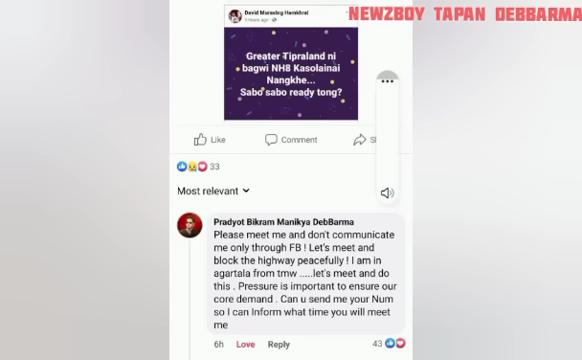 NEWZBOY TAPAN DEBBARMA
David Murasing Hamkhrai
Greater Tipraland ni
bagwi NH8 Kasolainai
Nangkhe...
Sabo sabo ready tong?
Like
Comment
33
Most relevant
Pradyot Bikram Manikya DebBarma
Please meet me and don't communicate
me only through FB ! Let's meet and
block the highway peacefully ! I am in
agartala from tmw .....let's meet and do
this . Pressure is important to ensure our
core demand . Can u send me your Num
so I can Inform what time you will meet
me
6h Love Reply 43